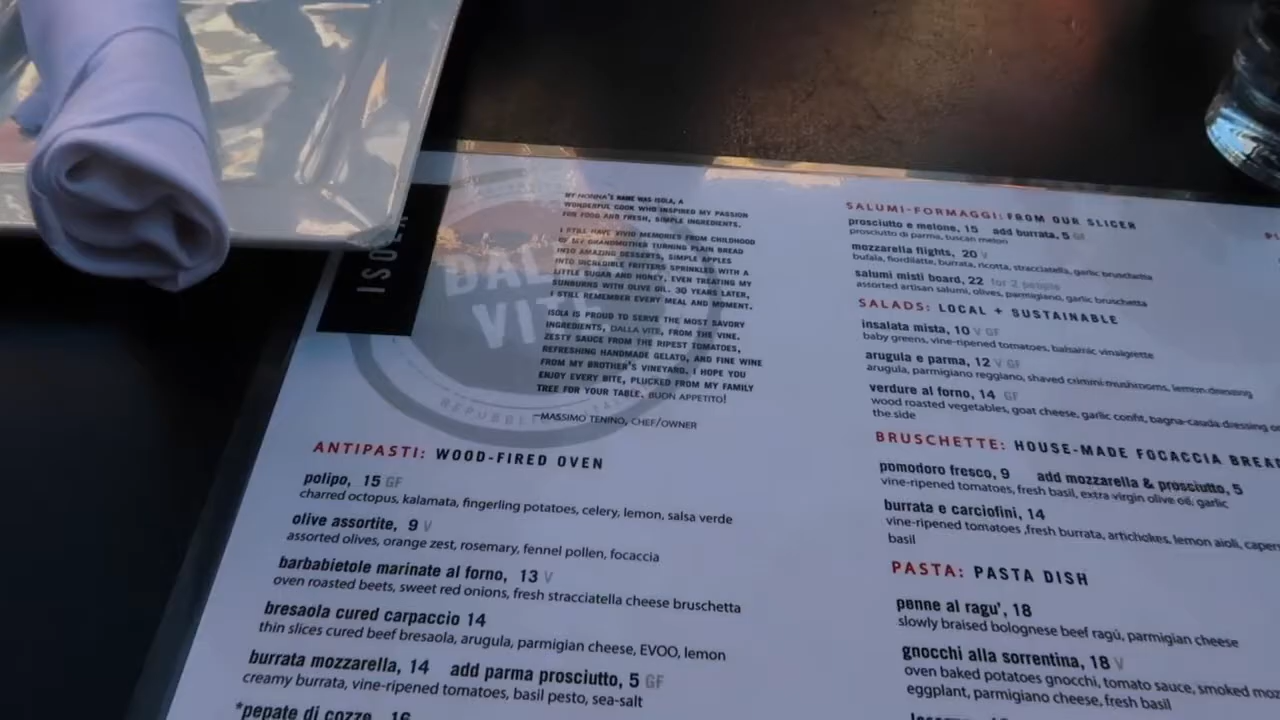 MY NONNA'S NAME WAS ISOLA, A
WONDERFUL COOK WHO INSPIRED MY PASSION
FOR FOOD AND FRESH, SIMPLE INGREDIENTS.
I STILL HAVE VIVID MEMORIES FROM CHILDHOOD
OF MY GRANDMOTHER TURNING PLAIN BREAD
INTO AMAZING DESSERTS, SIMPLE APPLES
INTO INCREDIBLE FRITTERS SPRINKLED WITH A
LITTLE SUGAR AND HONEY, EVEN TREATING MY
SUNBURNS WITH OLIVE OIL. 30 YEARS LATER,
I STILL REMEMBER EVERY MEAL AND MOMENT.
ISOLA IS PROUD TO SERVE THE MOST SAVORY
INGREDIENTS, DALLA VITE, FROM THE VINE.
ZESTY SAUCE FROM THE RIPEST TOMATOES,
REFRESHING HANDMADE GELATO, AND FINE WINE
FROM MY BROTHER'S VINEYARD. I HOPE YOU
ENJOY EVERY BITE, PLUCKED FROM MY FAMILY
TREE FOR YOUR TABLE. BUON APPETITO!
~MASSIMO TENINO, CHEF/OWNER
ANTIPASTI: WOOD-FIRED OVEN
polipo, 15 GF
charred octopus, kalamata, fingerling potatoes, celery, lemon, salsa verde
olive assortite, 9 V
assorted olives, orange zest, rosemary, fennel pollen, focaccia
barbabietole marinate al forno, 13 V
oven roasted beets, sweet red onions, fresh stracciatella cheese bruschetta
bresaola cured carpaccio 14
thin slices cured beef bresaola, arugula, parmigian cheese, EVOO, lemon
burrata mozzarella, 14 add parma prosciutto, 5 GF
creamy burrata, vine-ripened tomatoes, basil pesto, sea-salt
*pepate di cozze, 16
SALUMI-FORMAGGI: FROM OUR SLICER
prosciutto e melone, 15 add burrata, 5 GF
prosciutto di parma, tuscan melon
mozzarella flights, 20 V
bufala, fiordilatte, burrata, ricotta, stracciatella, garlic bruschetta
salumi misti board, 22 for 2 people
assorted artisan salumi, olives, parmigiano, garlic bruschetta
SALADS: LOCAL + SUSTAINABLE
insalata mista, 10 V GF
baby greens, vine-ripened tomatoes, balsamic vinaigrette
arugula e parma, 12 V GF
arugula, parmigiano reggiano, shaved crimini mushrooms, lemon dressing
verdure al forno, 14 GF
wood roasted vegetables, goat cheese, garlic confit, bagna-cauda dressing on
the side
BRUSCHETTE: HOUSE-MADE FOCACCIA BREAD
pomodoro fresco, 9 add mozzarella & prosciutto, 5
vine-ripened tomatoes, fresh basil, extra virgin olive oil, garlic
burrata e carciofini, 14
vine-ripened tomatoes ,fresh burrata, artichokes, lemon aioli, capers
basil
PASTA: PASTA DISH
penne al ragu', 18
slowly braised bolognese beef ragù, parmigian cheese
gnocchi alla sorrentina, 18 V
oven baked potatoes gnocchi, tomato sauce, smoked
eggplant, parmigiano cheese, fresh basil